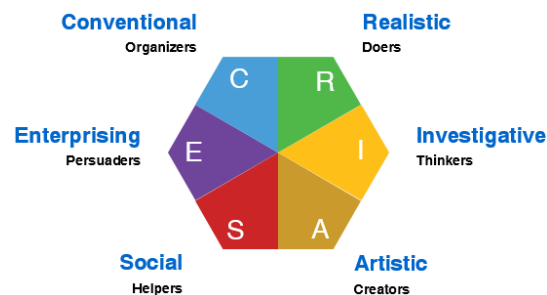 Conventional
Organizers
Realistic
Doers
C
R
Enterprising
Persuaders
E
I
Investigative
Thinkers
S
A
Social
Helpers
Artistic
Creators